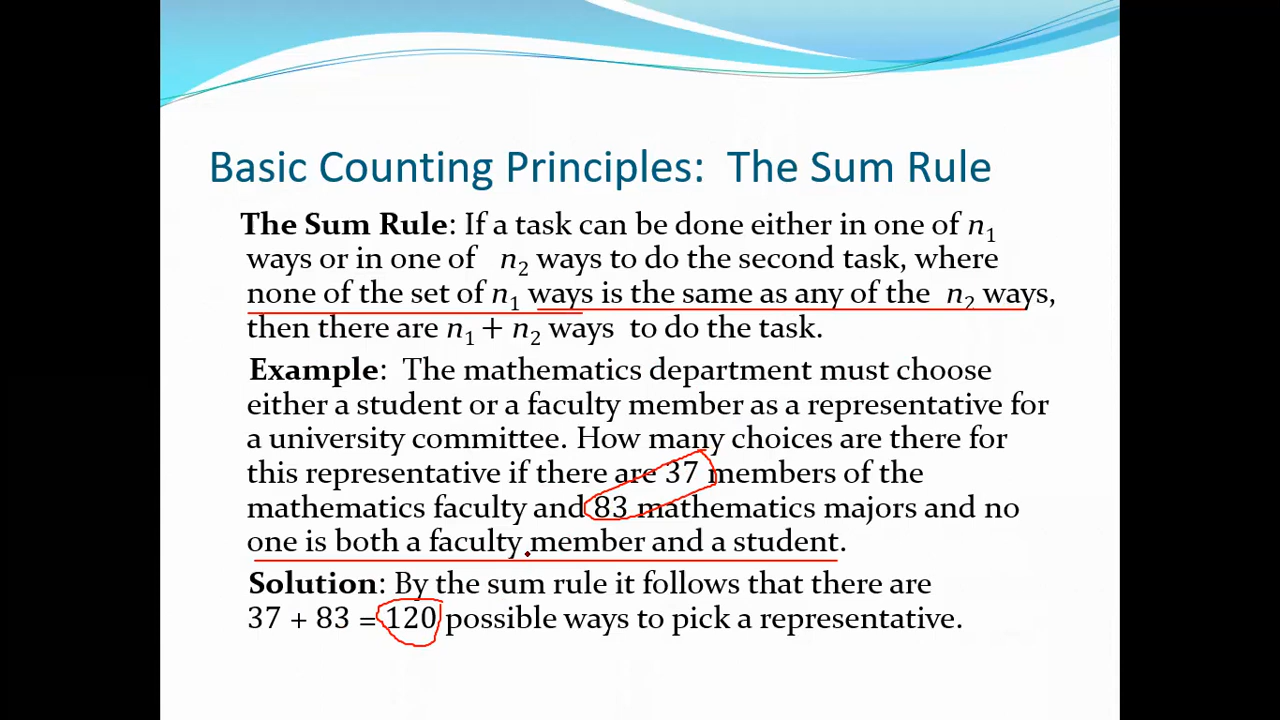 Basic Counting Principles: The Sum Rule
The Sum Rule: If a task can be done either in one of n₁
ways or in one of n₂ ways to do the second task, where
none of the set of n₁ ways is the same as any of the n₂ ways,
then there are n₁ + n₂ ways to do the task.
Example: The mathematics department must choose
either a student or a faculty member as a representative for
a university committee. How many choices are there for
this representative if there are 37 members of the
mathematics faculty and 83 mathematics majors and no
one is both a faculty member and a student.
Solution: By the sum rule it follows that there are
37 + 83 = 120 possible ways to pick a representative.